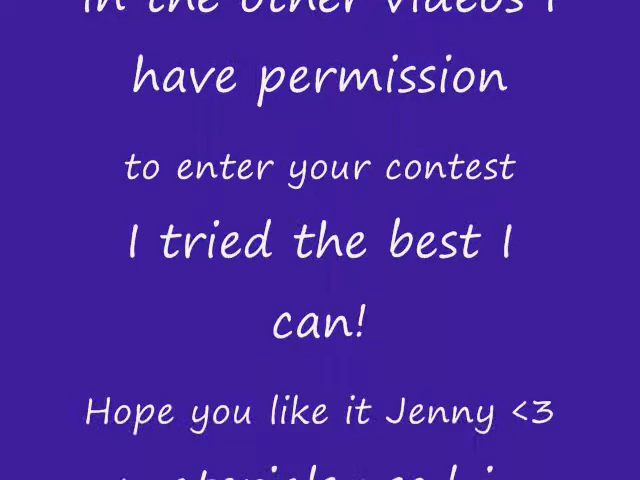 in the other videos I
have permission
to enter your contest
I tried the best I
can!
Hope you like it Jenny <3